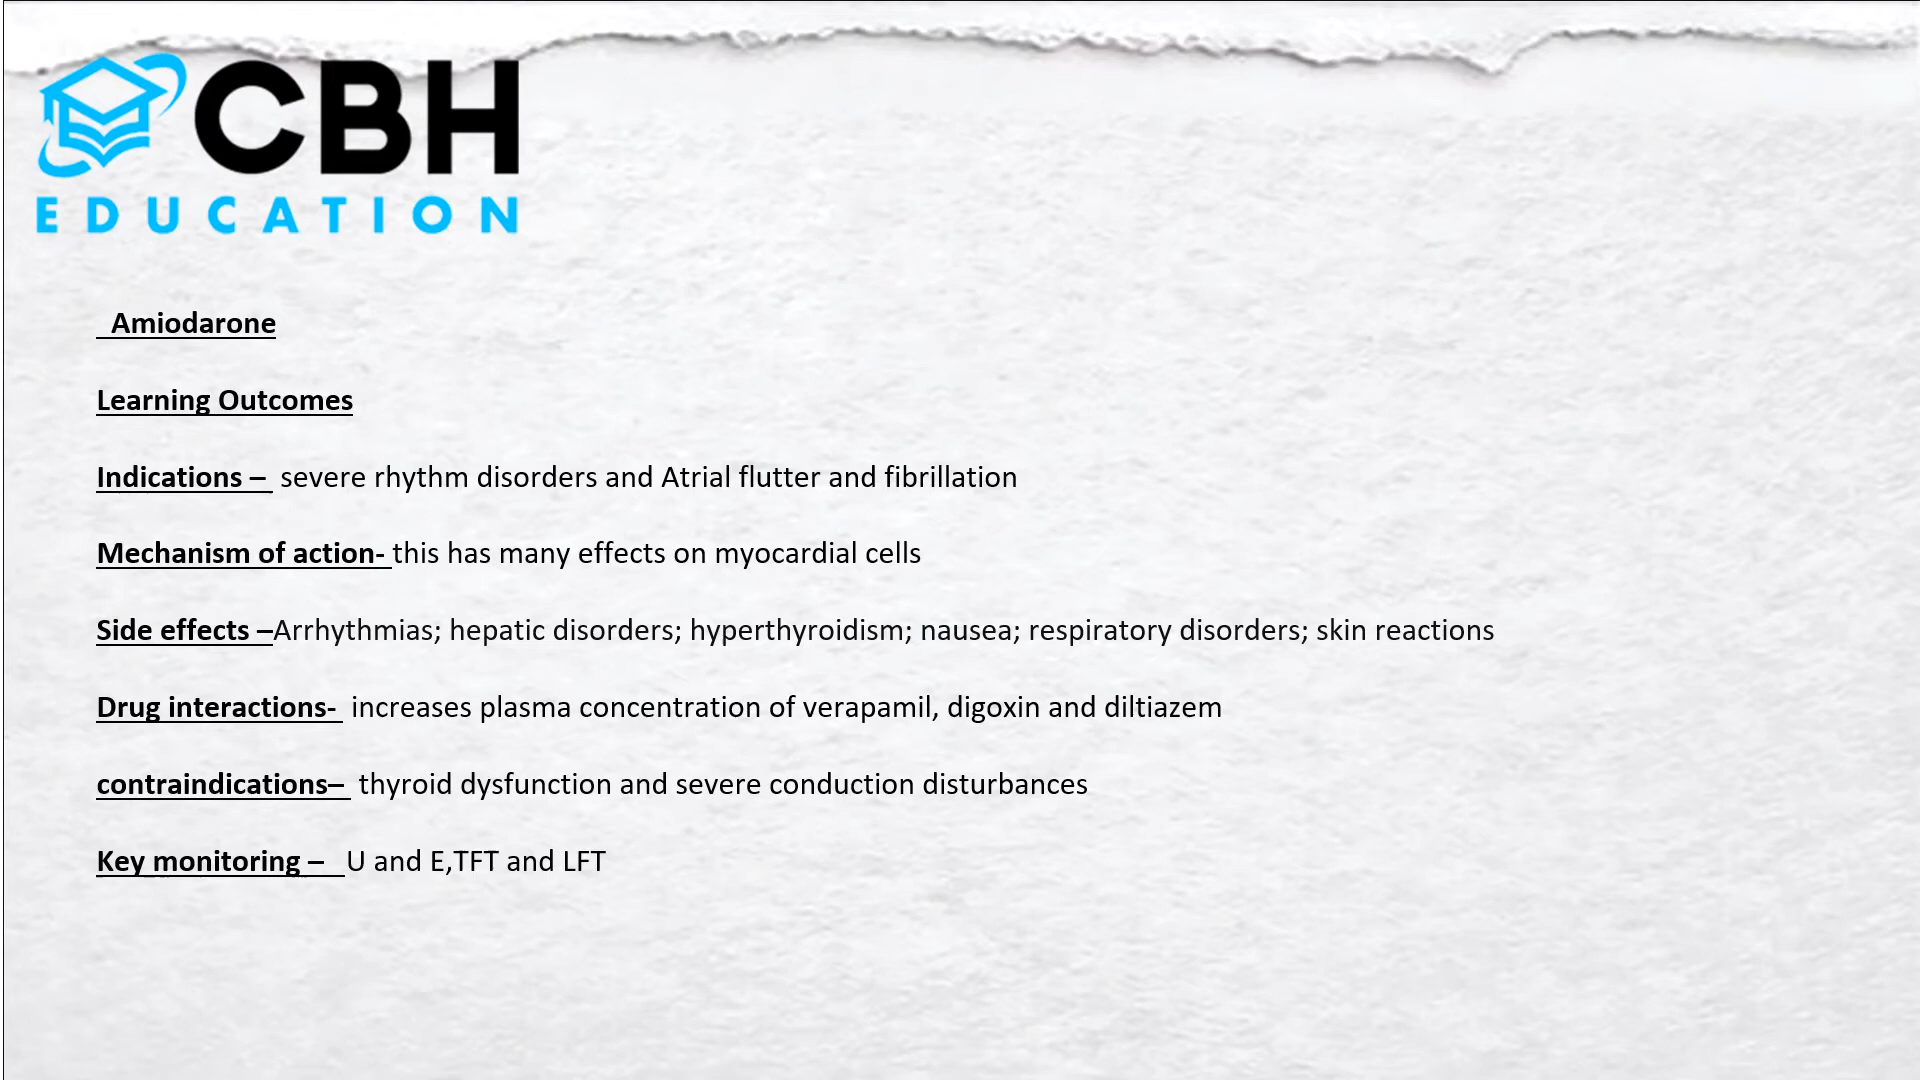 CBH
EDUCATION
Amiodarone
Learning Outcomes
Indications – severe rhythm disorders and Atrial flutter and fibrillation
Mechanism of action- this has many effects on myocardial cells
Side effects –Arrhythmias; hepatic disorders; hyperthyroidism; nausea; respiratory disorders; skin reactions
Drug interactions- increases plasma concentration of verapamil, digoxin and diltiazem
contraindications– thyroid dysfunction and severe conduction disturbances
Key monitoring – U and E,TFT and LFT